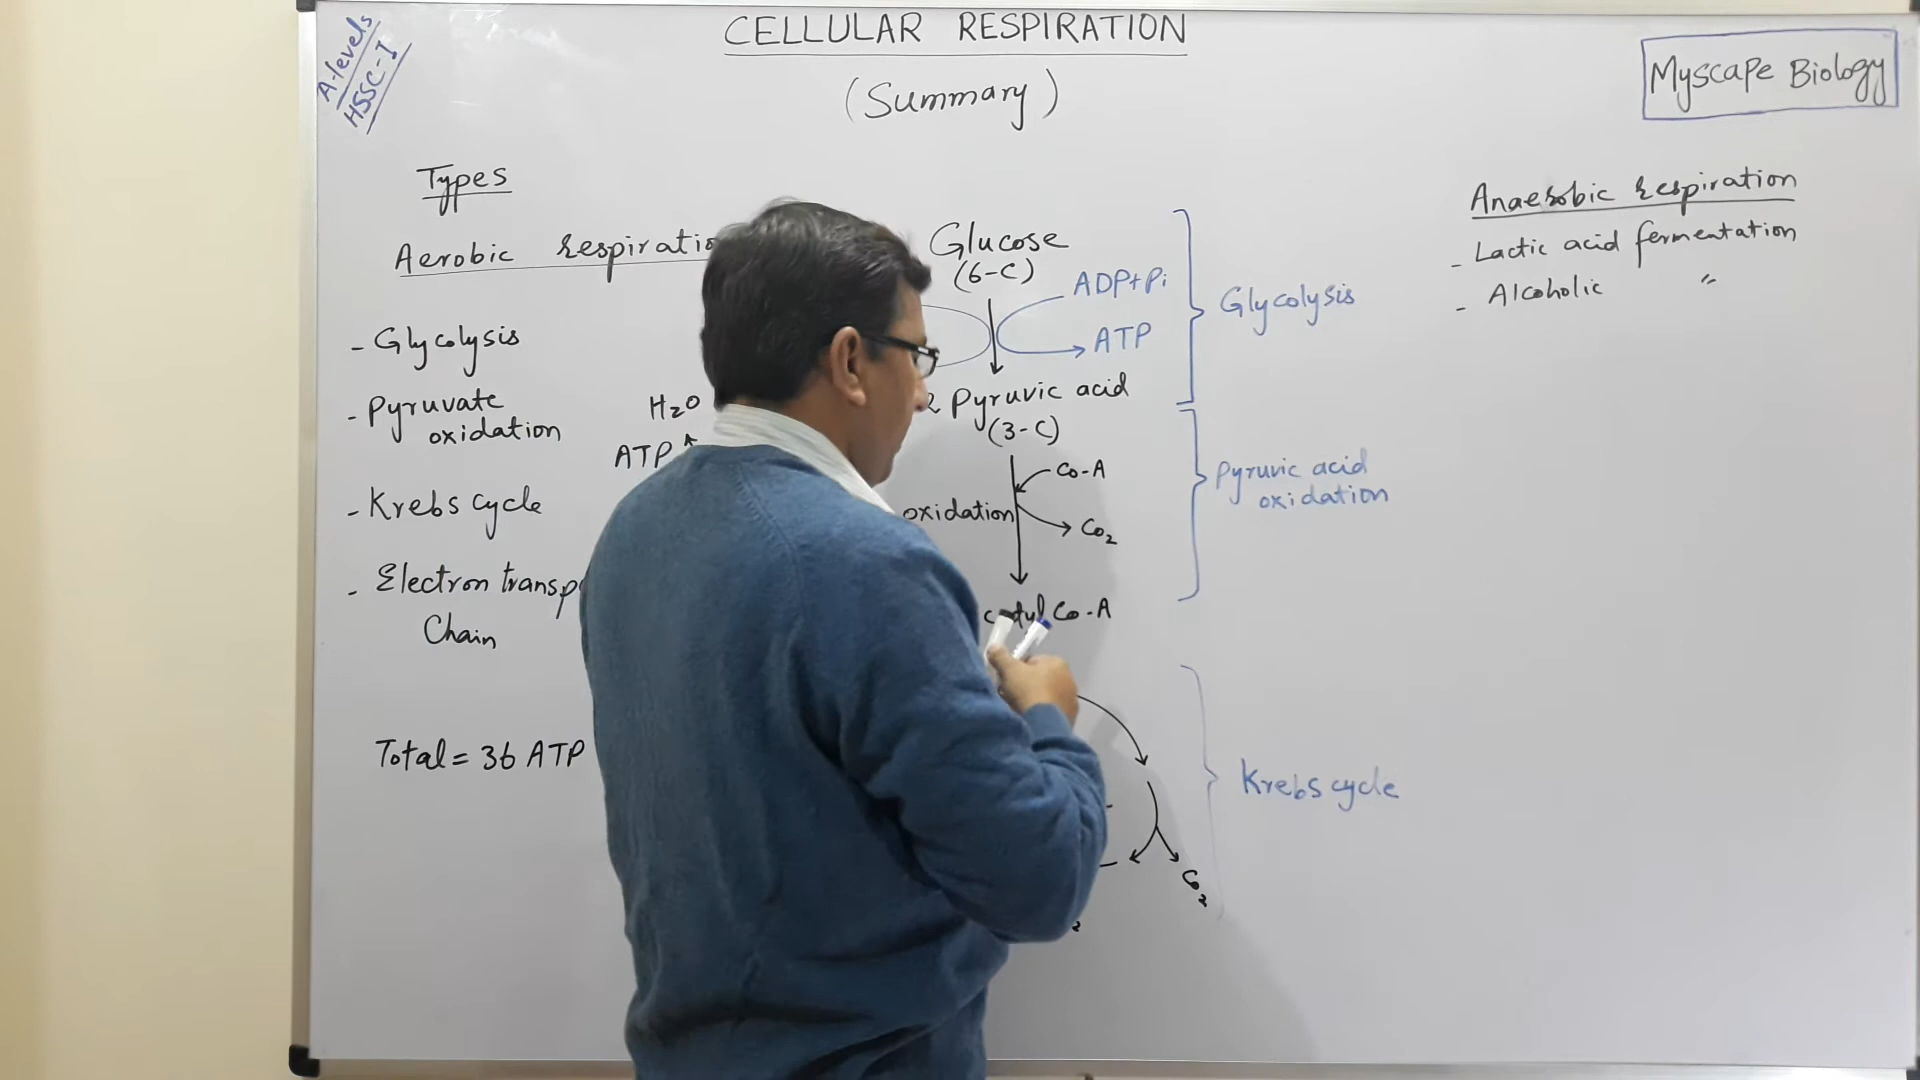 A-levels
HSSC-I
CELLULAR RESPIRATION
(Summary)
Myscape Biology
Types
Aerobic respiratio
- Glycolysis
- Pyruvate
oxidation
- Krebs cycle
- Electron transp
Chain
Total = 36 ATP
H2O
ATP
Glucose
(6-C)
ADP+Pi
ATP
2 Pyruvic acid
(3-C)
Co-A
oxidation
Co2
Co-A
Co2
Glycolysis
Pyruvic acid
oxidation
Krebs cycle
Anaerobic respiration
- Lactic acid fermentation
- Alcoholic "